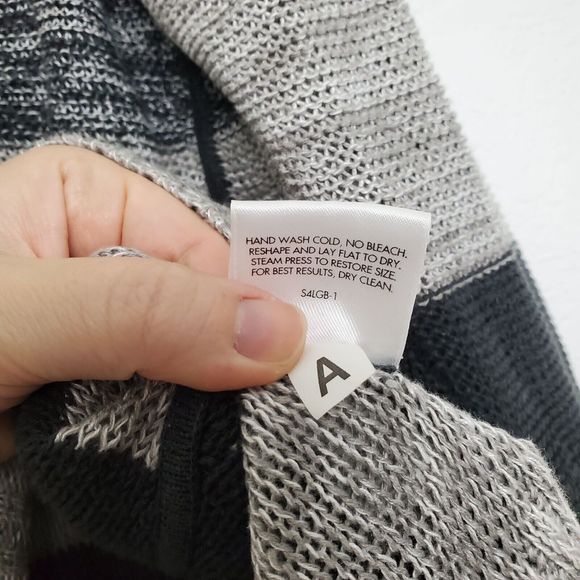 HAND WASH COLD, NO BLEACH.
RESHAPE AND LAY FLAT TO DRY.
STEAM PRESS TO RESTORE SIZE.
FOR BEST RESULTS, DRY CLEAN.
S4LGB-1
A